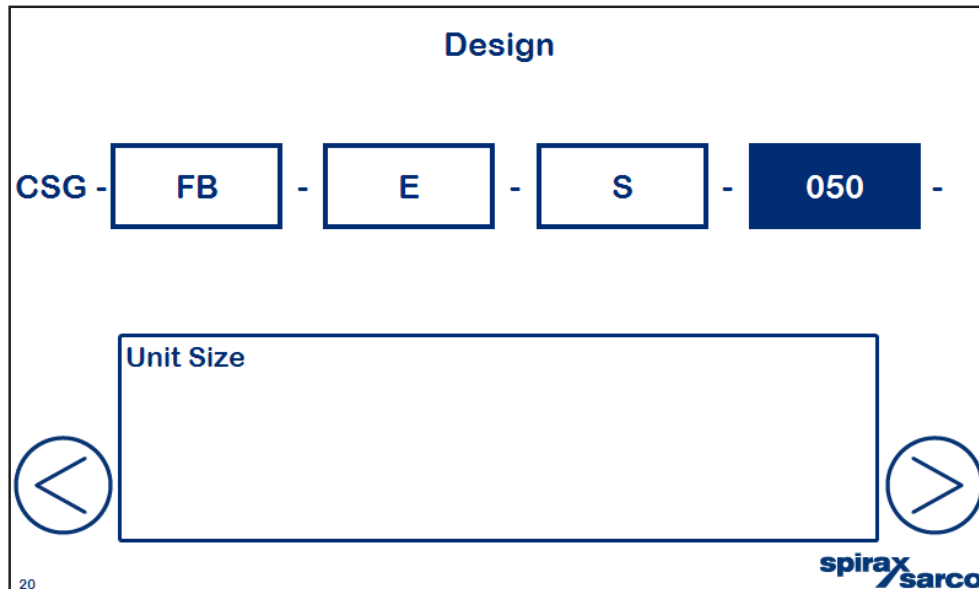 Design
CSG - FB - E - S - 050 -
Unit Size
20
spirax
sarco